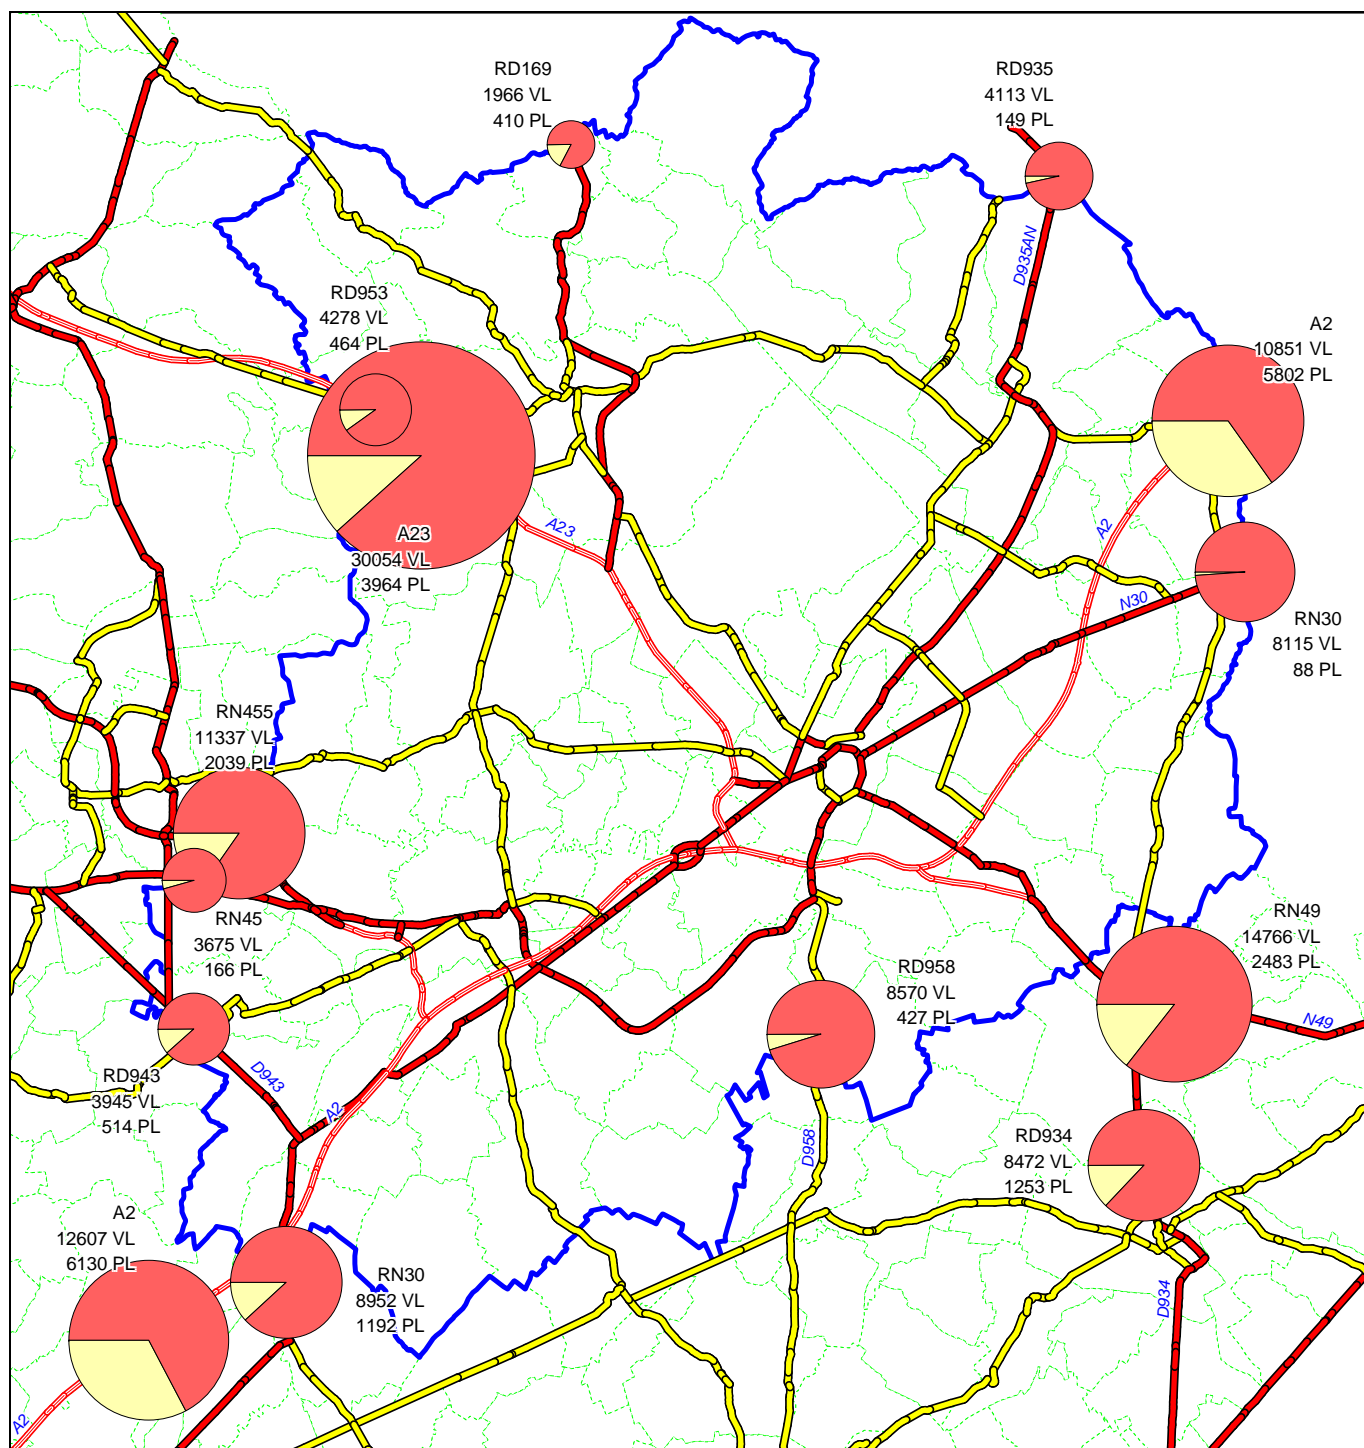 RD169
1966 VL
410 PL
RD935
4113 VL
149 PL
D935AN
RD953
4278 VL
464 PL
A2
10851 VL
5802 PL
A23
30054 VL
3964 PL
A23
A2
N30
RN30
8115 VL
88 PL
RN455
11337 VL
2039 PL
RN45
3675 VL
166 PL
RN49
14766 VL
2483 PL
RD958
8570 VL
427 PL
N49
RD943
3945 VL
514 PL
D943
A2
D958
RD934
8472 VL
1253 PL
A2
12607 VL
6130 PL
RN30
8952 VL
1192 PL
D934
A2